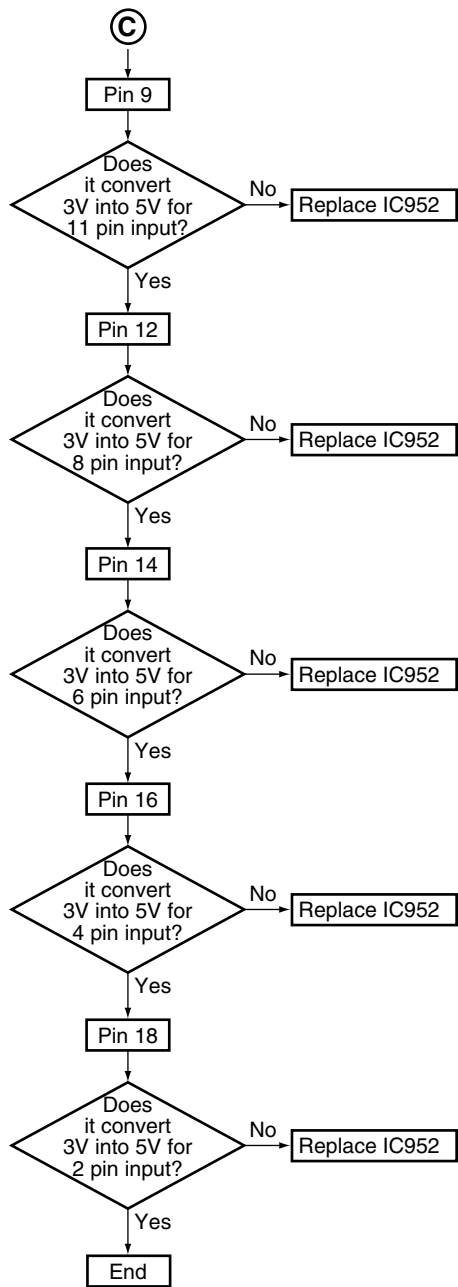 C
Pin 9
Does
it convert
3V into 5V for
11 pin input?
No
Replace IC952
Yes
Pin 12
Does
it convert
3V into 5V for
8 pin input?
No
Replace IC952
Yes
Pin 14
Does
it convert
3V into 5V for
6 pin input?
No
Replace IC952
Yes
Pin 16
Does
it convert
3V into 5V for
4 pin input?
No
Replace IC952
Yes
Pin 18
Does
it convert
3V into 5V for
2 pin input?
No
Replace IC952
Yes
End